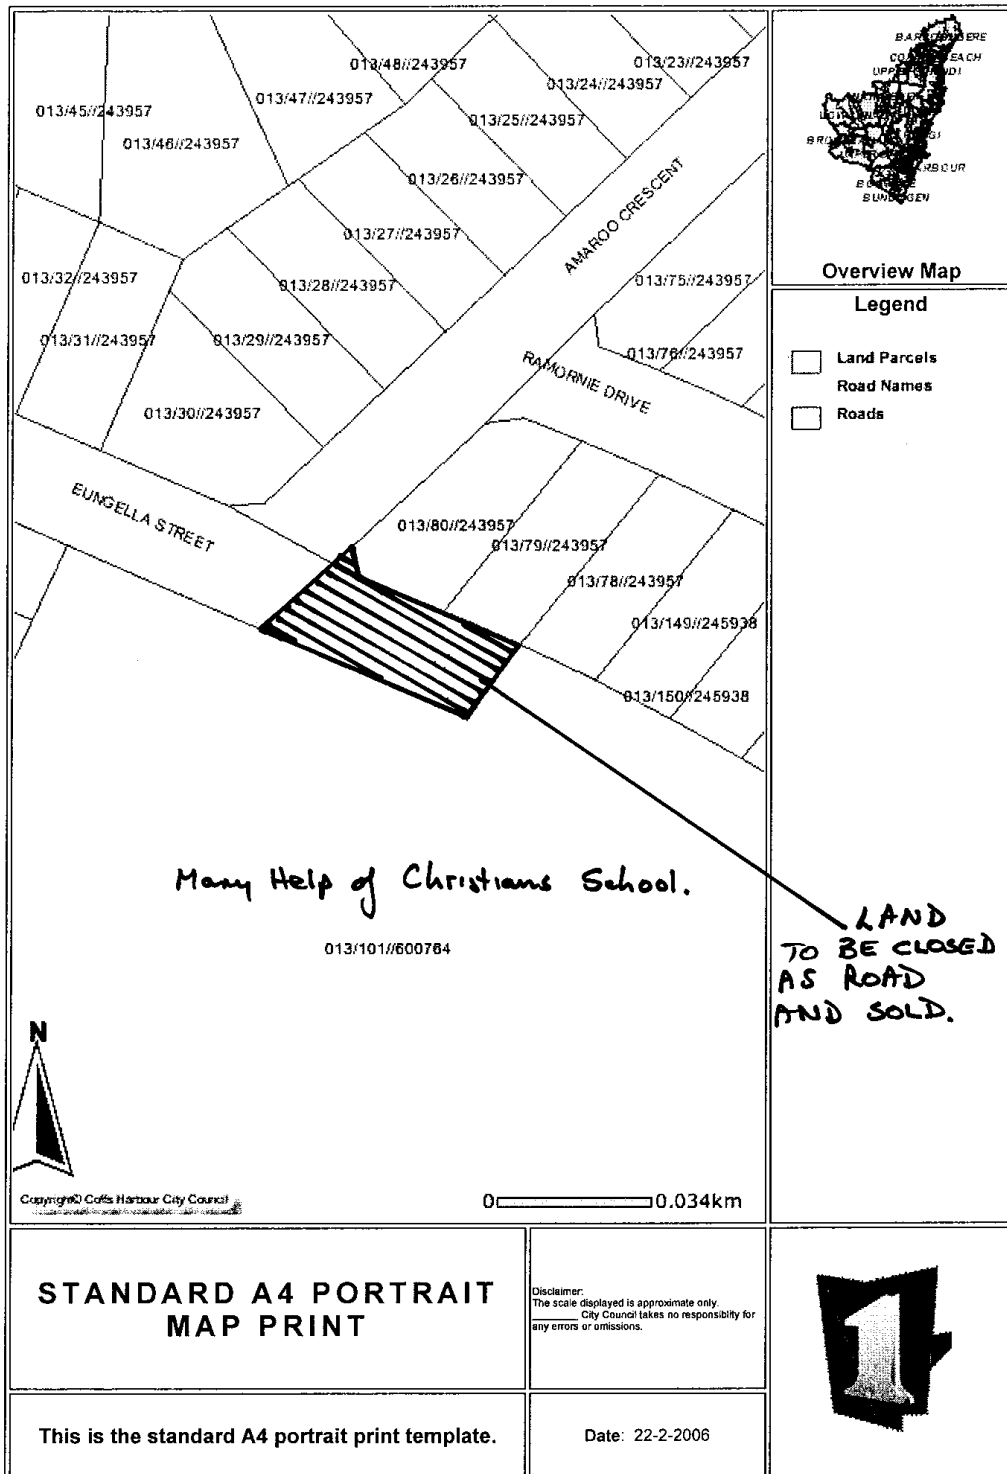 013/48//243957
013/23//243957
013/24//243957
013/45//243957
013/47//243957
013/25//243957
013/46//243957
013/26//243957
AMAROO CRESCENT
013/27//243957
013/32//243957
013/28//243957
013/75//243957
013/31//243957
013/29//243957
013/76//243957
RAMORNIE DRIVE
013/30//243957
EUNGELLA STREET
013/80//243957
013/79//243957
013/78//243957
013/149//245938
013/150//245938
Mary Help of Christians School.
013/101//600764
N
Copyright© Coffs Harbour City Council
0 0.034km
BUNDAGEN
Overview Map
Legend
Land Parcels
Road Names
Roads
LAND
TO BE CLOSED
AS ROAD
AND SOLD.
STANDARD A4 PORTRAIT
MAP PRINT
Disclaimer:
The scale displayed is approximate only.
City Council takes no responsiblity for
any errors or omissions.
1
This is the standard A4 portrait print template.
Date: 22-2-2006